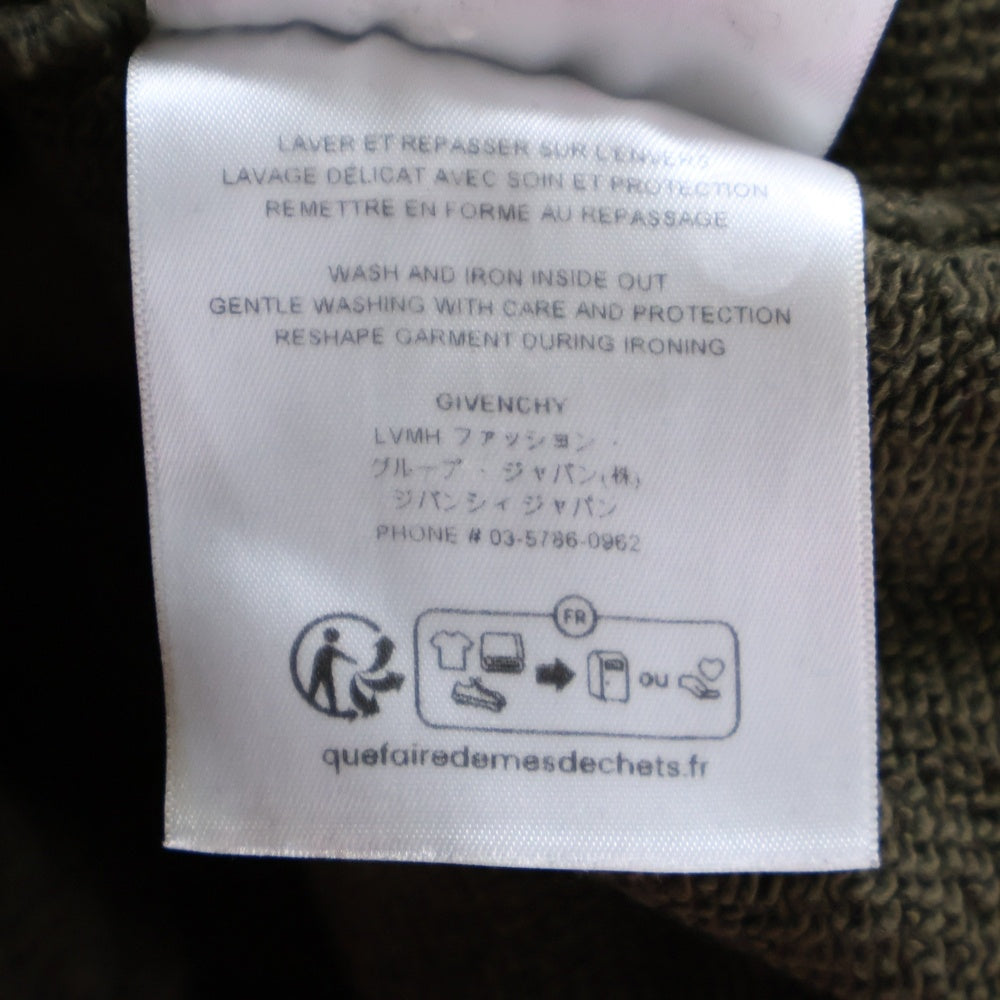 LAVER ET REPASSER SUR L'ENVERS
LAVAGE DÉLICAT AVEC SOIN ET PROTECTION
REMETTRE EN FORME AU REPASSAGE
WASH AND IRON INSIDE OUT
GENTLE WASHING WITH CARE AND PROTECTION
RESHAPE GARMENT DURING IRONING
GIVENCHY
LVMH ファッション・
グループ・ジャパン(株)
ジバンシィ ジャパン
PHONE # 03-5786-0962
FR
OU
quefairedemesdechets.fr